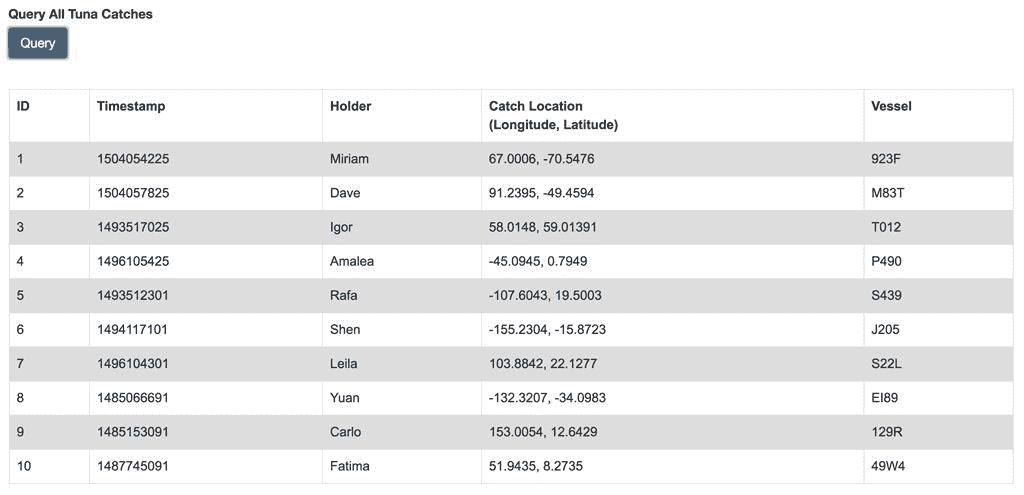 Query All Tuna Catches
Query
ID Timestamp Holder Catch Location Vessel
(Longitude, Latitude)
1 1504054225 Miriam 67.0006, -70.5476 923F
2 1504057825 Dave 91.2395, -49.4594 M83T
3 1493517025 Igor 58.0148, 59.01391 T012
4 1496105425 Amalea -45.0945, 0.7949 P490
5 1493512301 Rafa -107.6043, 19.5003 S439
6 1494117101 Shen -155.2304, -15.8723 J205
7 1496104301 Leila 103.8842, 22.1277 S22L
8 1485066691 Yuan -132.3207, -34.0983 EI89
9 1485153091 Carlo 153.0054, 12.6429 129R
10 1487745091 Fatima 51.9435, 8.2735 49W4